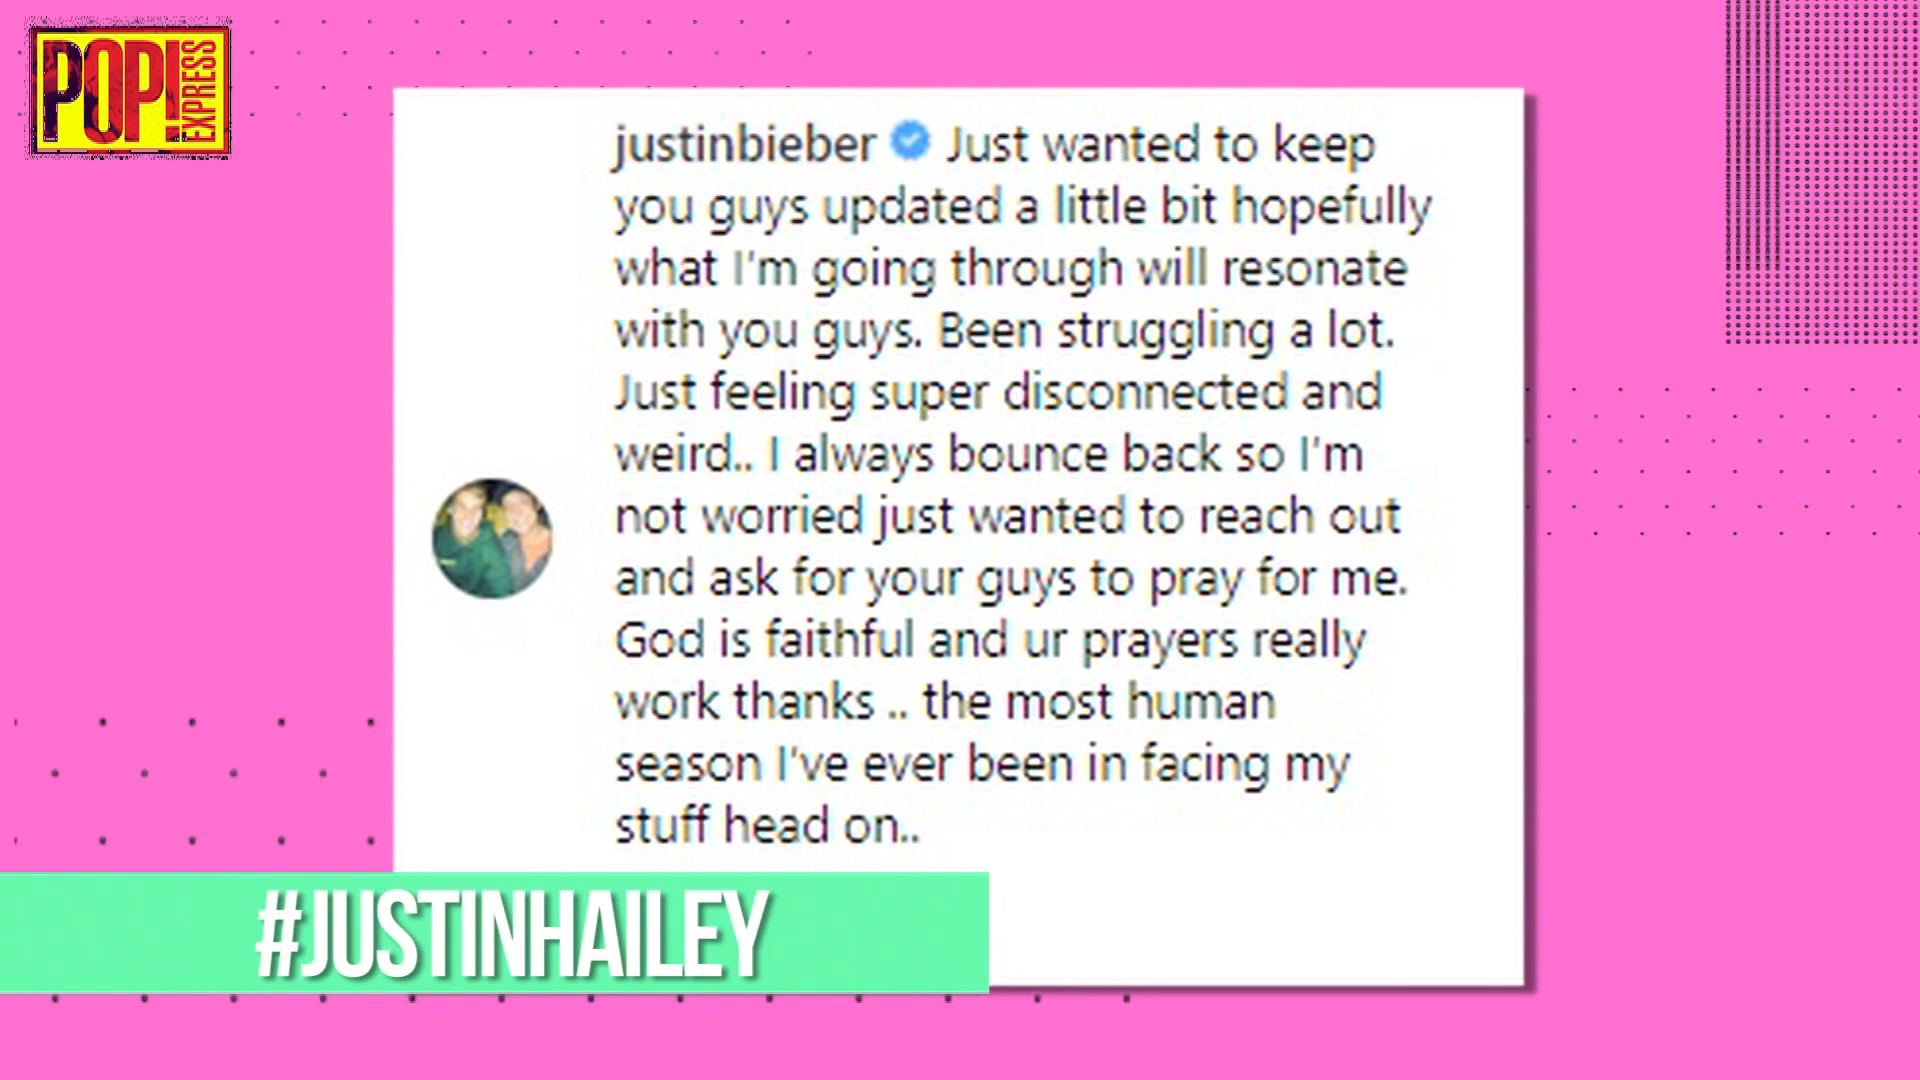 POP!
EXPRESS
justinbieber Just wanted to keep
you guys updated a little bit hopefully
what I'm going through will resonate
with you guys. Been struggling a lot.
Just feeling super disconnected and
weird.. I always bounce back so I'm
not worried just wanted to reach out
and ask for your guys to pray for me.
God is faithful and ur prayers really
work thanks .. the most human
season I've ever been in facing my
stuff head on..
#JUSTINHAILEY